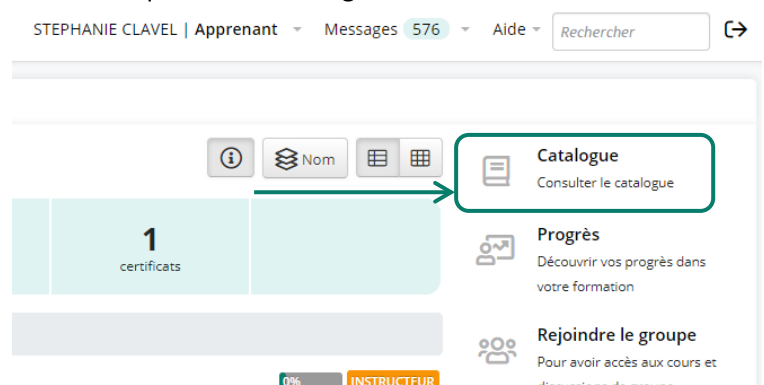 STEPHANIE CLAVEL | Apprenant Messages 576 Aide Rechercher
Nom
Catalogue
Consulter le catalogue
1
certificats
Progrès
Découvrir vos progrès dans
votre formation
Rejoindre le groupe
Pour avoir accès aux cours et
0% INSTRUCTEUR